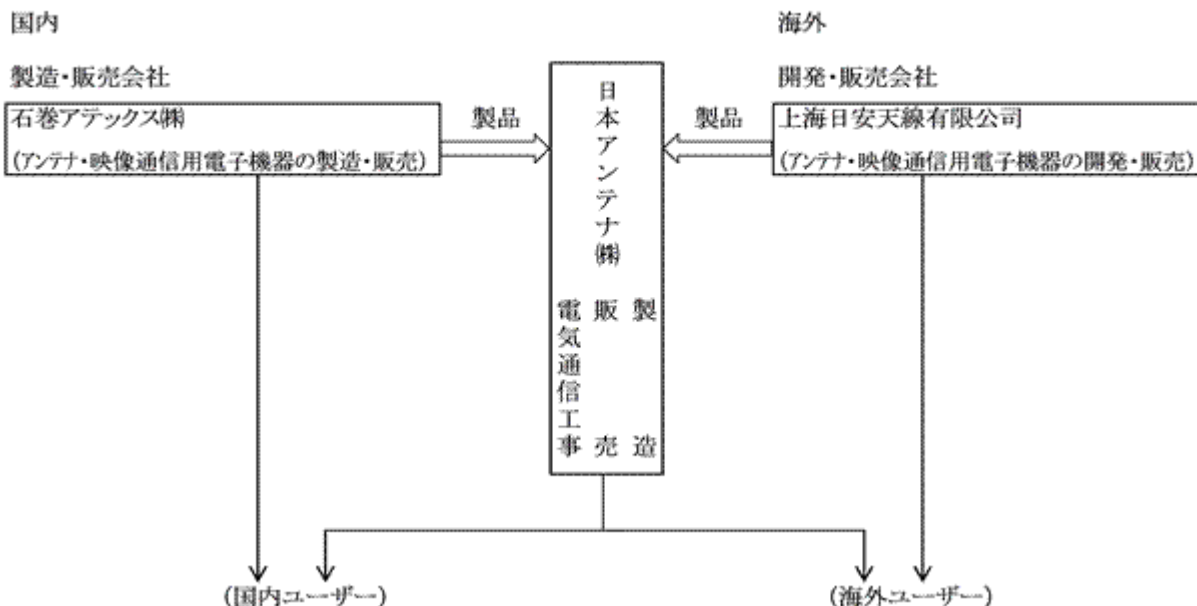 国内
製造・販売会社
石巻アテックス㈱
(アンテナ・映像通信用電子機器の製造・販売)
製品
日本アンテナ㈱
製造
販売
電気通信工事
製品
海外
開発・販売会社
上海日安天線有限公司
(アンテナ・映像通信用電子機器の開発・販売)
(国内ユーザー)
(海外ユーザー)